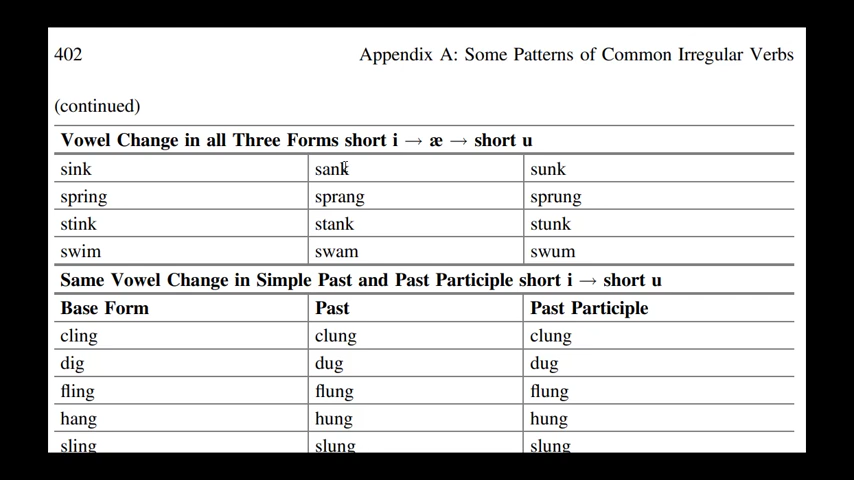 402 Appendix A: Some Patterns of Common Irregular Verbs
(continued)
Vowel Change in all Three Forms short i → æ → short u
sink sank sunk
spring sprang sprung
stink stank stunk
swim swam swum
Same Vowel Change in Simple Past and Past Participle short i → short u
Base Form Past Past Participle
cling clung clung
dig dug dug
fling flung flung
hang hung hung
sling slung slung